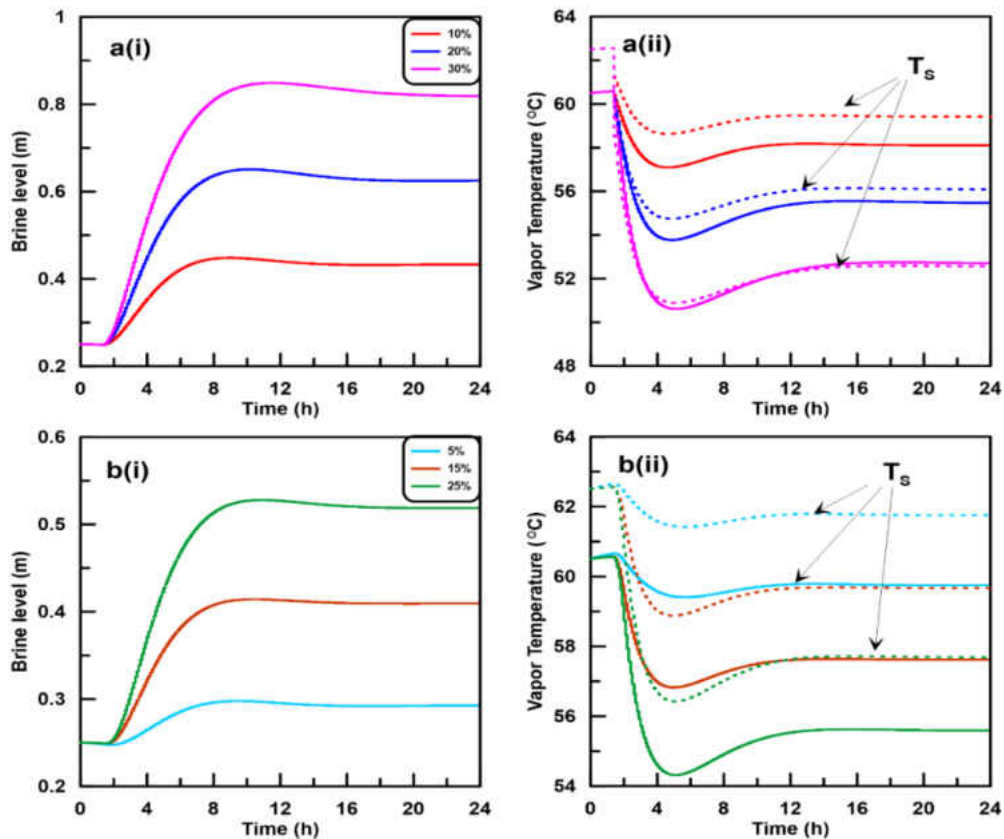 a(i)
10%
20%
30%
Brine level (m)
1
0.8
0.6
0.4
0.2
0 4 8 12 16 20 24
Time (h)
a(ii)
Ts
Vapor Temperature (°C)
64
60
56
52
48
0 4 8 12 16 20 24
Time (h)
b(i)
5%
15%
25%
Brine level (m)
0.6
0.5
0.4
0.3
0.2
0 4 8 12 16 20 24
Time (h)
b(ii)
Ts
Vapor Temperature (°C)
64
62
60
58
56
54
0 4 8 12 16 20 24
Time (h)